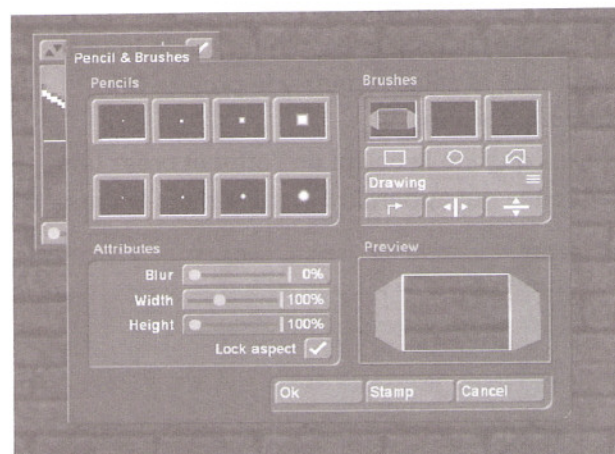 Pencil & Brushes
Pencils
Brushes
Drawing
Attributes
Blur 0%
Width 100%
Height 100%
Lock aspect
Preview
Ok
Stamp
Cancel